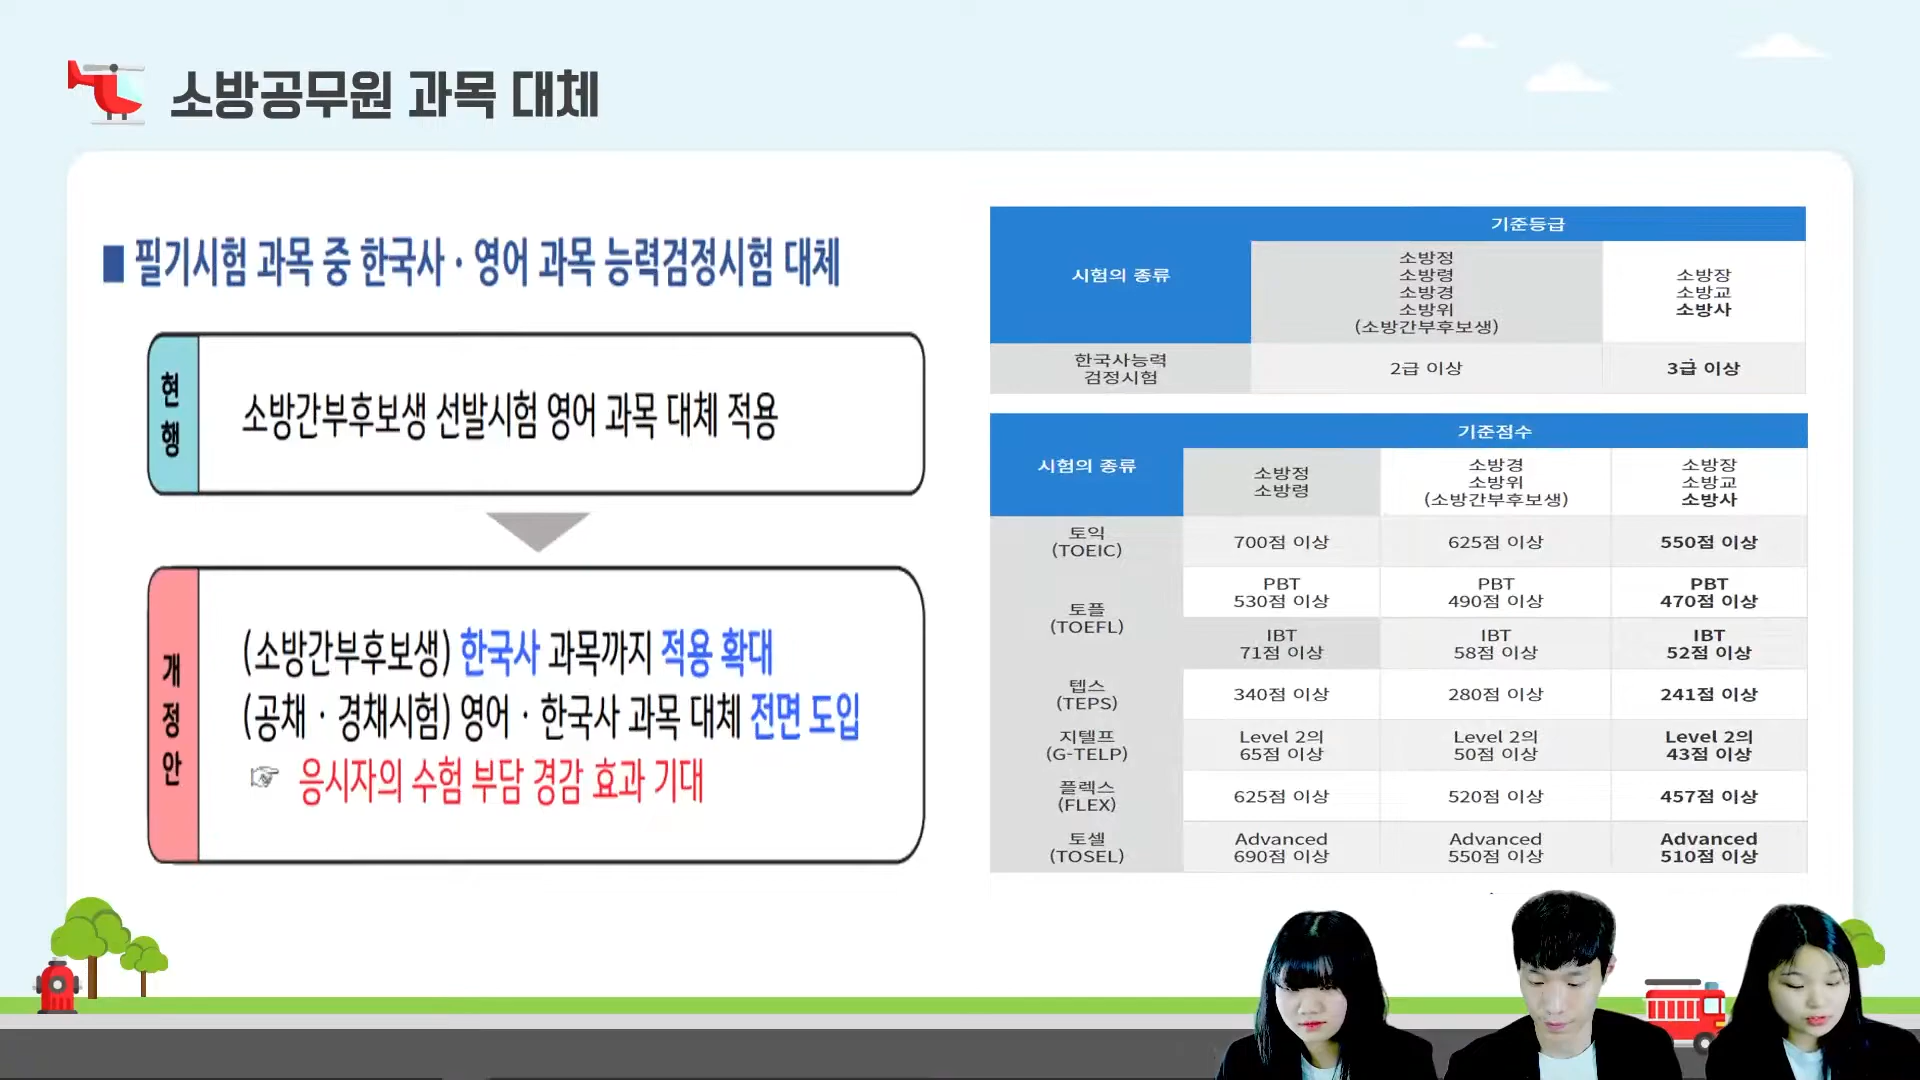 소방공무원 과목 대체
■ 필기시험 과목 중 한국사 · 영어 과목 능력검정시험 대체
현행
소방간부후보생 선발시험 영어 과목 대체 적용
개정안
(소방간부후보생) 한국사 과목까지 적용 확대
(공채 · 경채시험) 영어 · 한국사 과목 대체 전면 도입
☞ 응시자의 수험 부담 경감 효과 기대
시험의 종류
기준등급
소방정
소방령
소방경
소방위
(소방간부후보생)
소방장
소방교
소방사
한국사능력
검정시험
2급 이상
3급 이상
시험의 종류
기준점수
소방정
소방령
소방경
소방위
(소방간부후보생)
소방장
소방교
소방사
토익
(TOEIC)
700점 이상
625점 이상
550점 이상
토플
(TOEFL)
PBT
530점 이상
PBT
490점 이상
PBT
470점 이상
IBT
71점 이상
IBT
58점 이상
IBT
52점 이상
텝스
(TEPS)
340점 이상
280점 이상
241점 이상
지텔프
(G-TELP)
Level 2의
65점 이상
Level 2의
50점 이상
Level 2의
43점 이상
플렉스
(FLEX)
625점 이상
520점 이상
457점 이상
토셀
(TOSEL)
Advanced
690점 이상
Advanced
550점 이상
Advanced
510점 이상